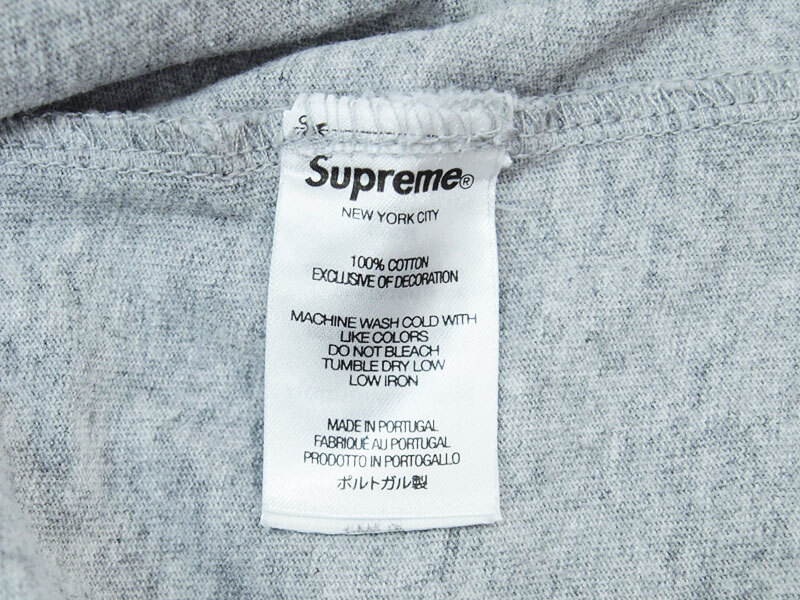 Supreme®
NEW YORK CITY
100% COTTON
EXCLUSIVE OF DECORATION
MACHINE WASH COLD WITH
LIKE COLORS
DO NOT BLEACH
TUMBLE DRY LOW
LOW IRON
MADE IN PORTUGAL
FABRIQUÉ AU PORTUGAL
PRODOTTO IN PORTOGALLO
ポルトガル製